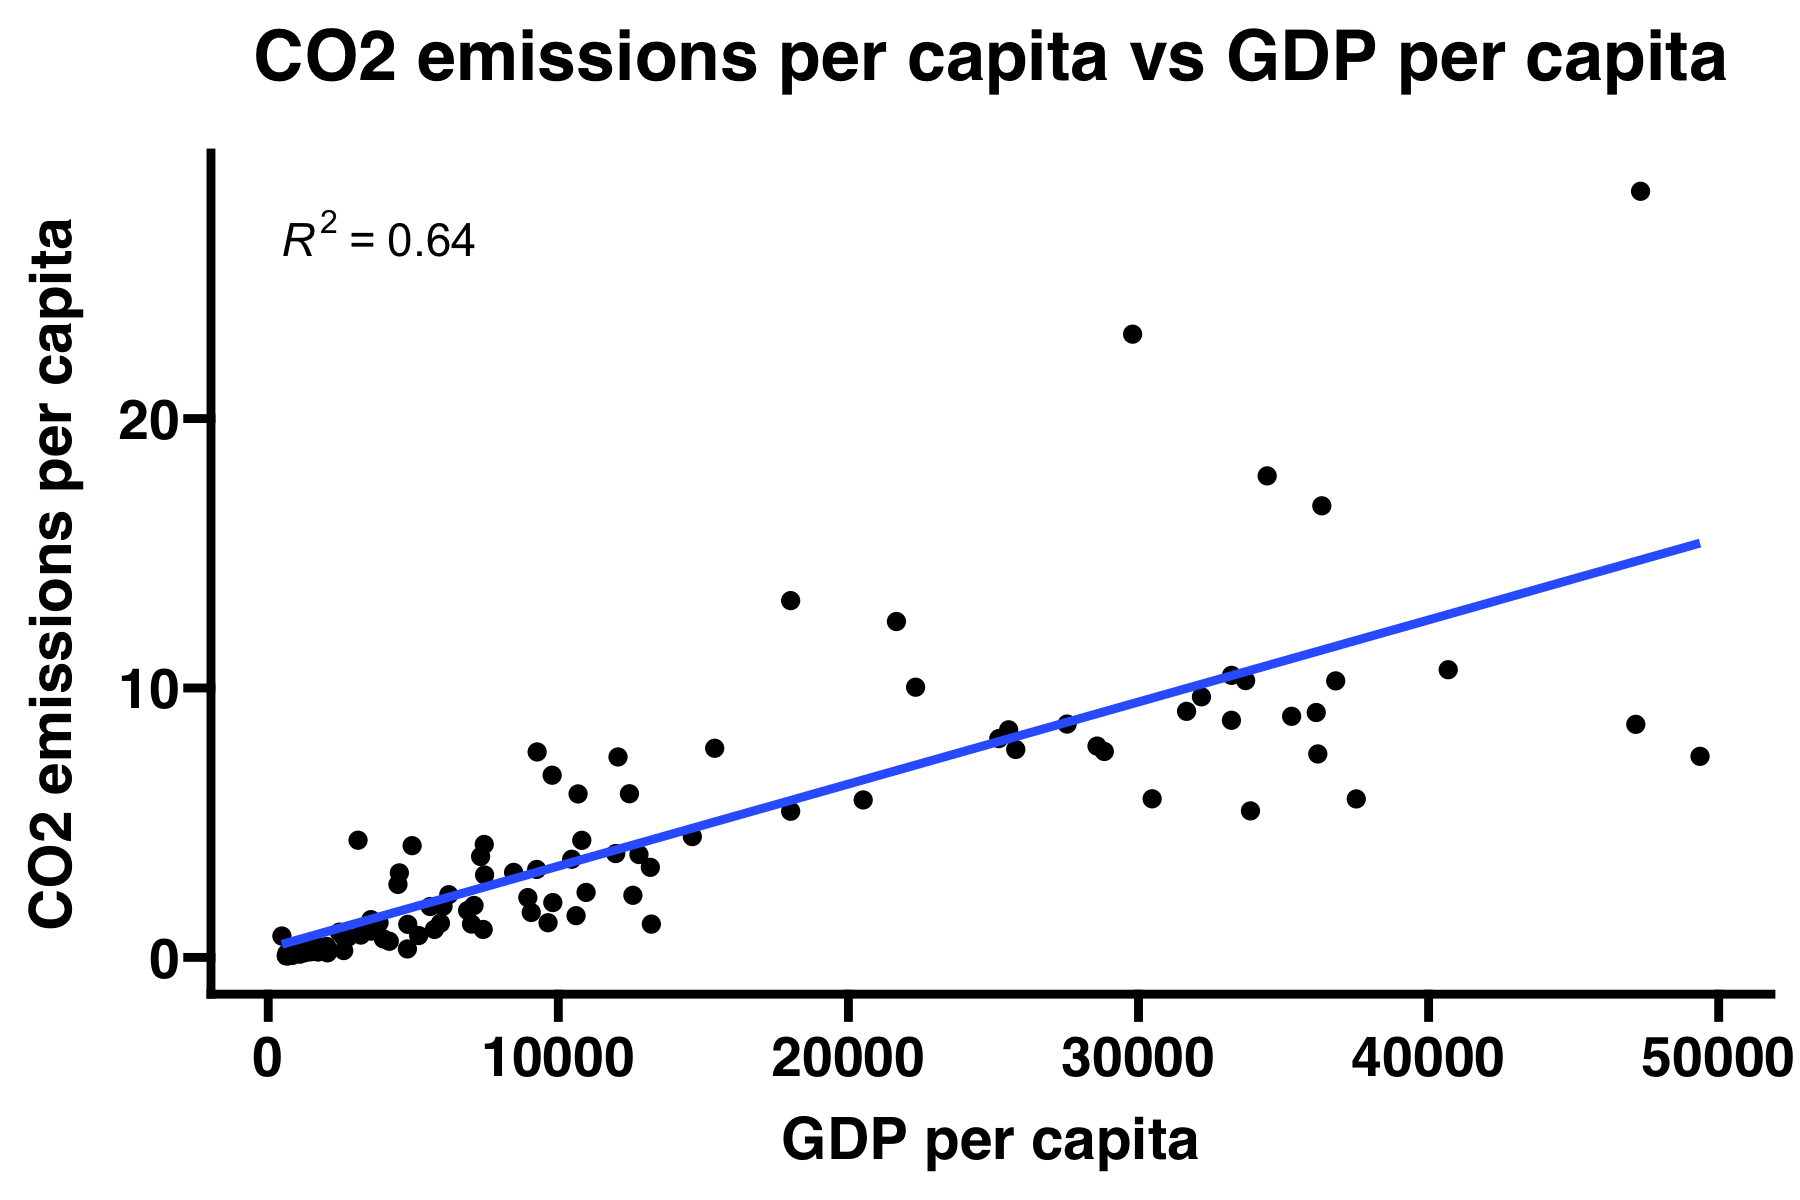 CO2 emissions per capita vs GDP per capita
R² = 0.64
CO2 emissions per capita
20
10
0
0 10000 20000 30000 40000 50000
GDP per capita